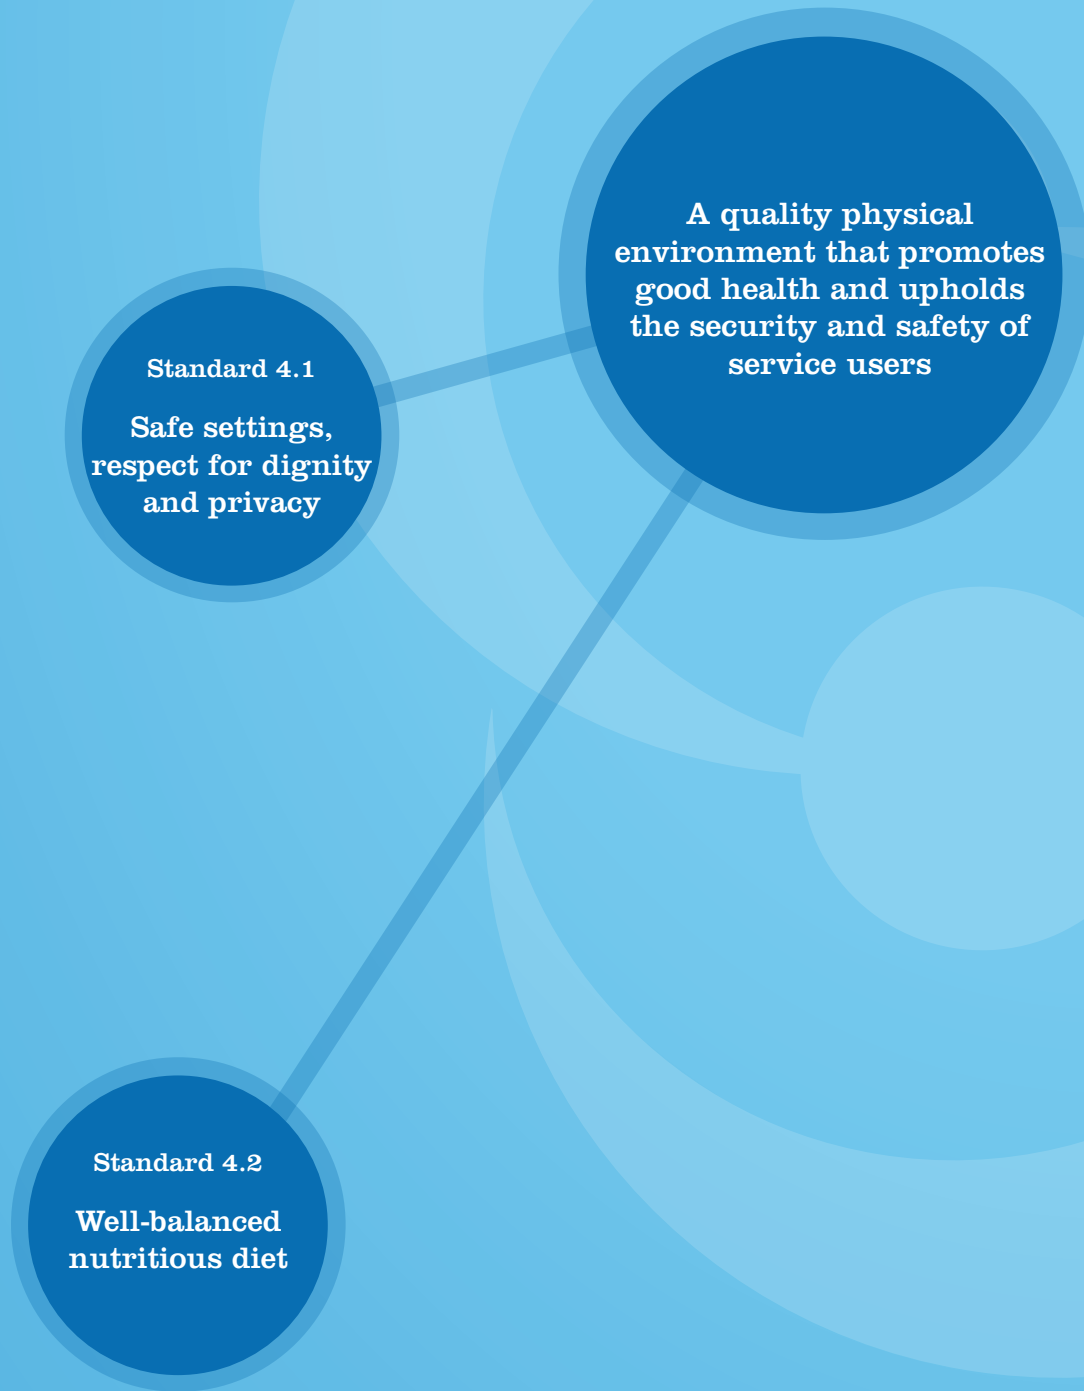 A quality physical
environment that promotes
good health and upholds
the security and safety of
service users
Standard 4.1
Safe settings,
respect for dignity
and privacy
Standard 4.2
Well-balanced
nutritious diet